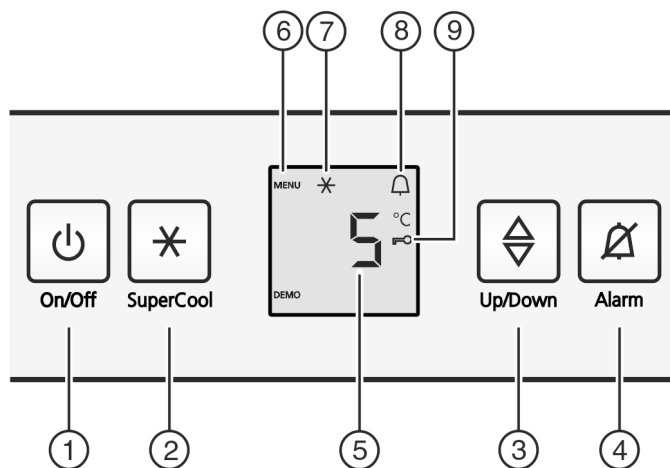 6 7 8 9
MENU
°C
5
DEMO
On/Off SuperCool Up/Down Alarm
1 2 5 3 4